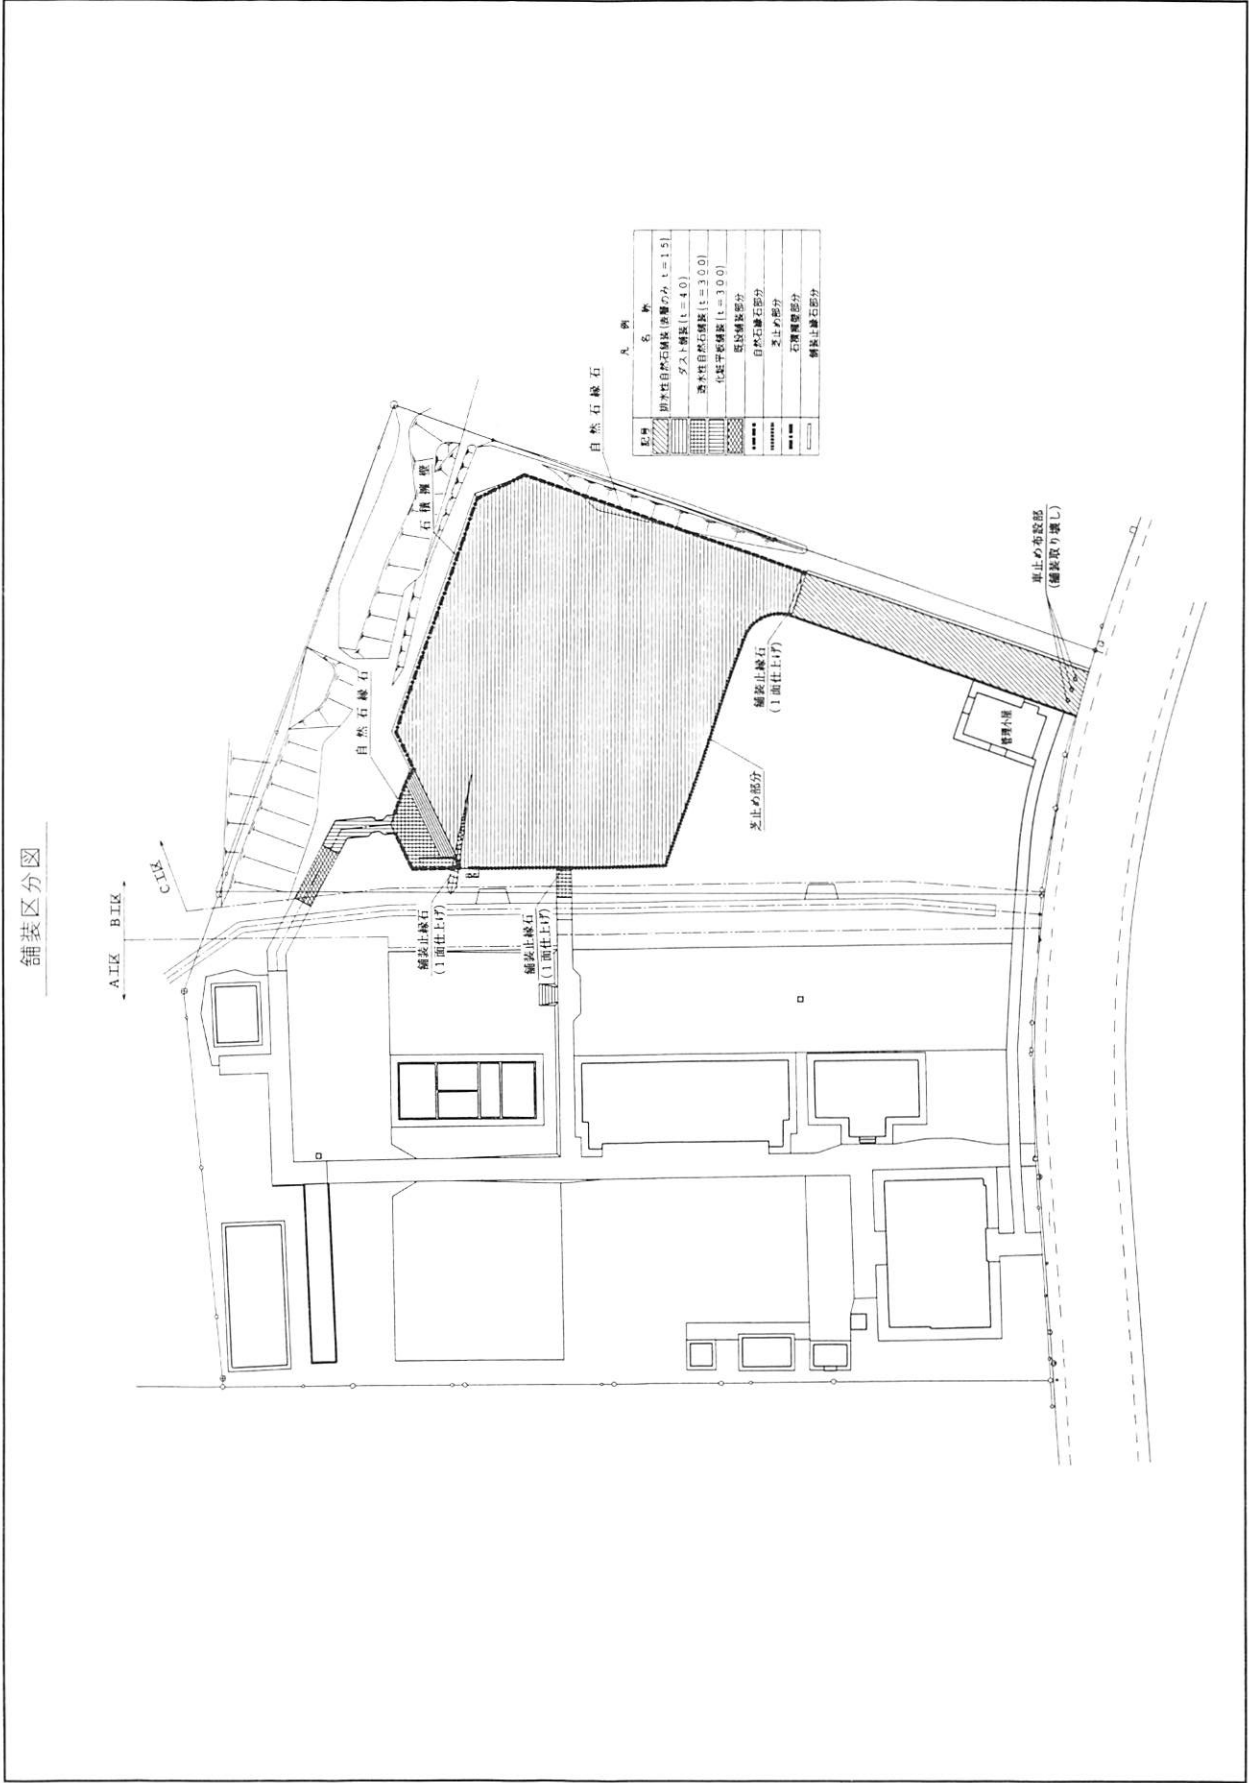 舗装区分図
A工区
B工区
C工区
自然石縁石
石積擁壁
自然石縁石
舗装止縁石
(1面仕上げ)
舗装止縁石
(1面仕上げ)
舗装止縁石
(1面仕上げ)
芝止め部分
管理小屋
車止め布設部
(舗装取り壊し)
凡例
記号
名称
排水性自然石舗装(表層のみ t=15)
ダスト舗装(t=40)
透水性自然石舗装(t=300)
化粧平板舗装(t=300)
既設舗装部分
自然石縁石部分
芝止め部分
石積擁壁部分
舗装止縁石部分